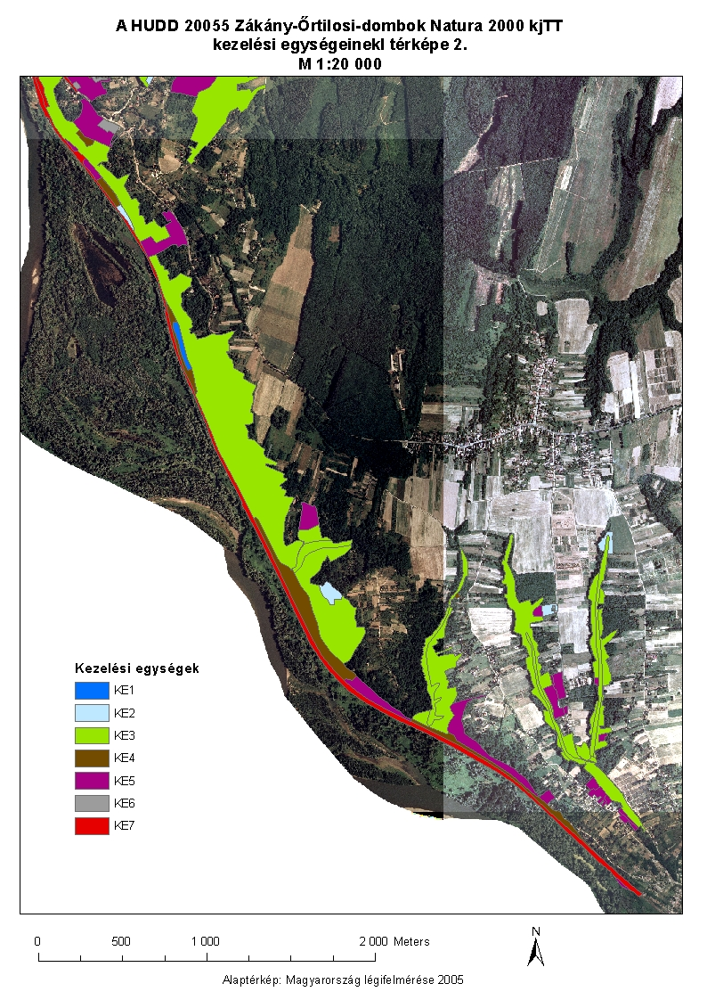 A HUDD 20055 Zákány-Őrtilosi-dombok Natura 2000 kjTT
kezelési egységeinekl térképe 2.
M 1:20 000
Kezelési egységek
KE1
KE2
KE3
KE4
KE5
KE6
KE7
0 500 1 000 2 000 Meters
N
Alaptérkép: Magyarország légifelmérése 2005